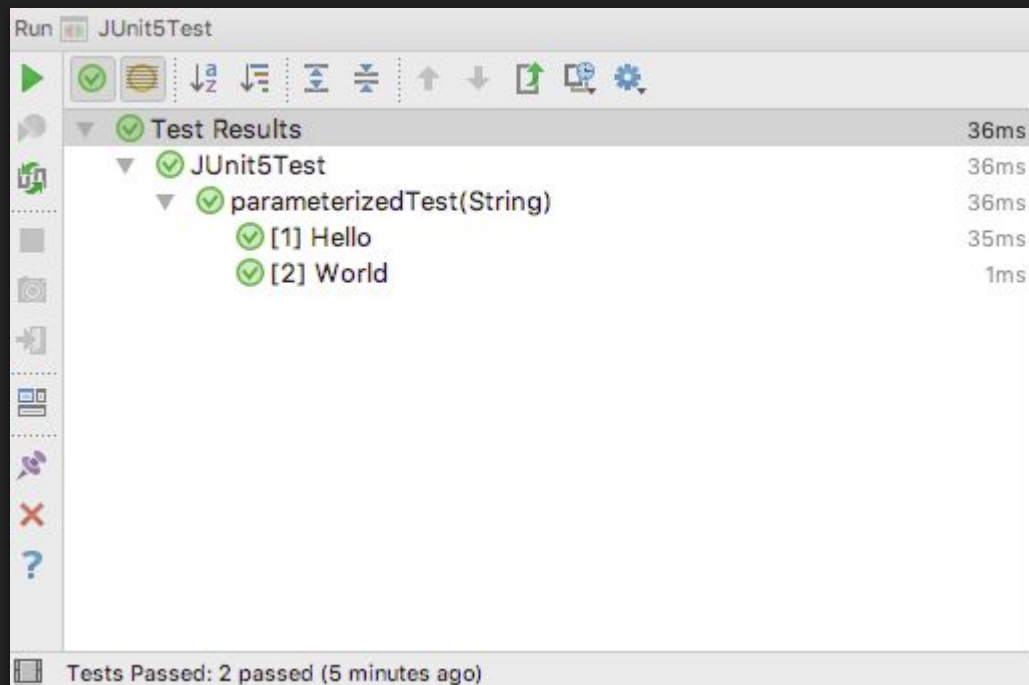 Run JUnit5Test
Test Results 36ms
JUnit5Test 36ms
parameterizedTest(String) 36ms
[1] Hello 35ms
[2] World 1ms
Tests Passed: 2 passed (5 minutes ago)